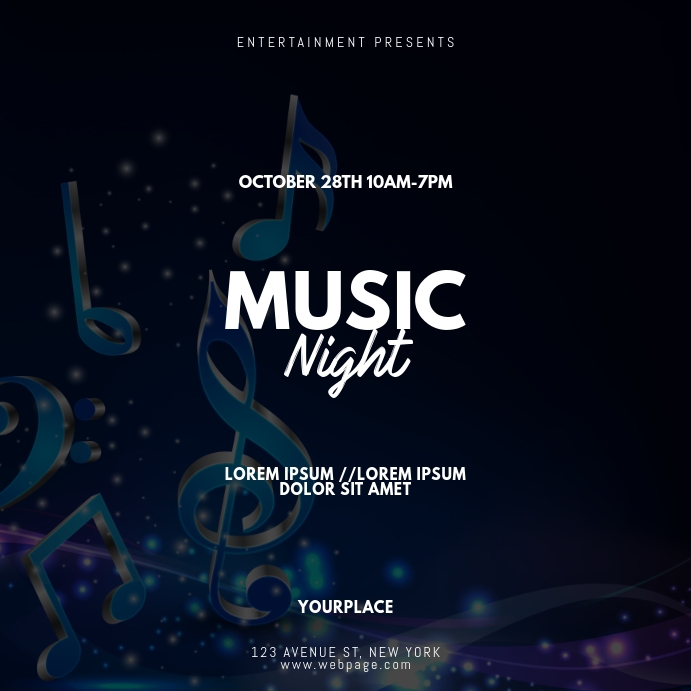 ENTERTAINMENT PRESENTS
OCTOBER 28TH 10AM-7PM
MUSIC
Night
LOREM IPSUM //LOREM IPSUM
DOLOR SIT AMET
YOURPLACE
123 AVENUE ST, NEW YORK
www.webpage.com